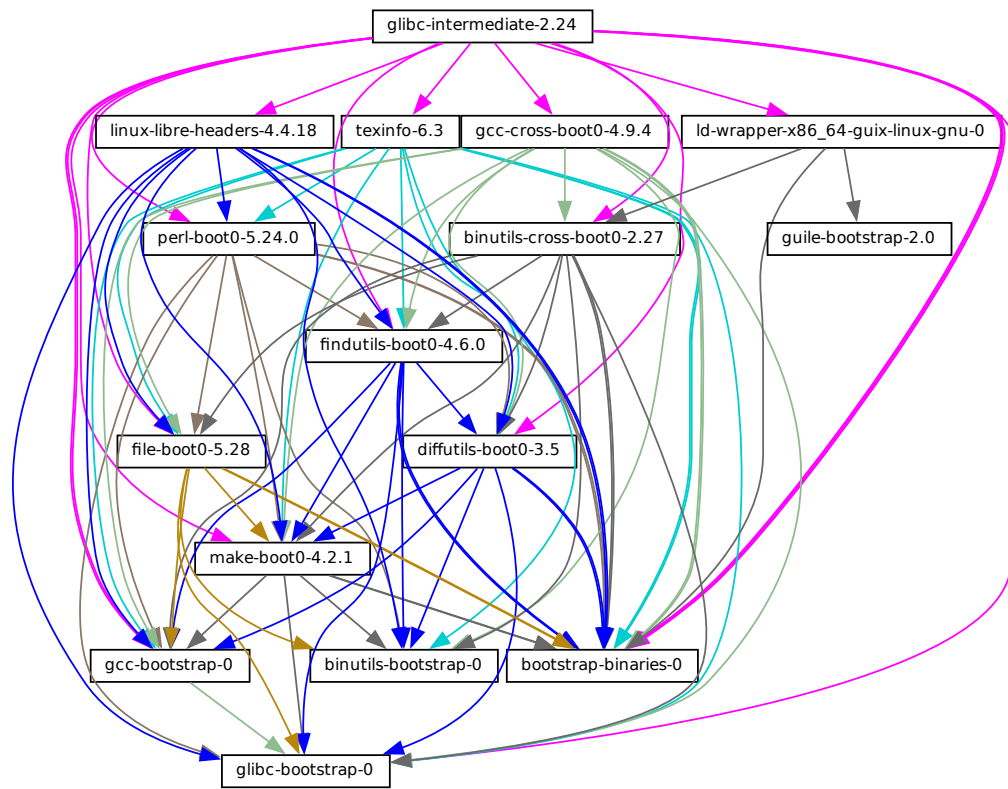 glibc-intermediate-2.24
linux-libre-headers-4.4.18
texinfo-6.3
gcc-cross-boot0-4.9.4
ld-wrapper-x86_64-guix-linux-gnu-0
perl-boot0-5.24.0
binutils-cross-boot0-2.27
guile-bootstrap-2.0
findutils-boot0-4.6.0
file-boot0-5.28
diffutils-boot0-3.5
make-boot0-4.2.1
gcc-bootstrap-0
binutils-bootstrap-0
bootstrap-binaries-0
glibc-bootstrap-0